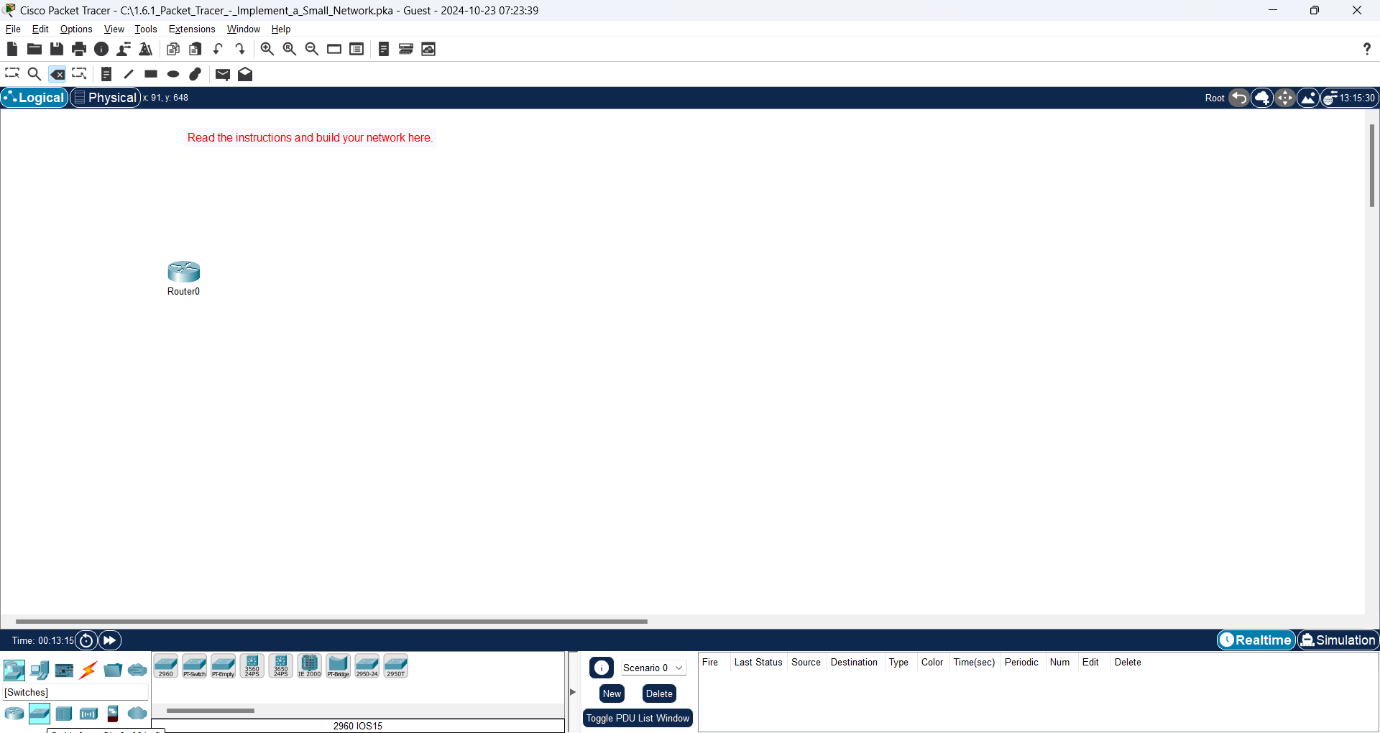 Cisco Packet Tracer - C:\1.6.1_Packet_Tracer_-_Implement_a_Small_Network.pka - Guest - 2024-10-23 07:23:39
File Edit Options View Tools Extensions Window Help
?
Logical Physical x: 91, y: 648 Root 13:15:30
Read the instructions and build your network here.
Router0
Time: 00:13:15 Realtime Simulation
2960 PT-Switch PT-Empty 3560 24PS 3650 24PS IE 2000 PT-Bridge 2950-24 2950T
[Switches]
2960 IOS15
Scenario 0
New Delete
Toggle PDU List Window
Fire Last Status Source Destination Type Color Time(sec) Periodic Num Edit Delete